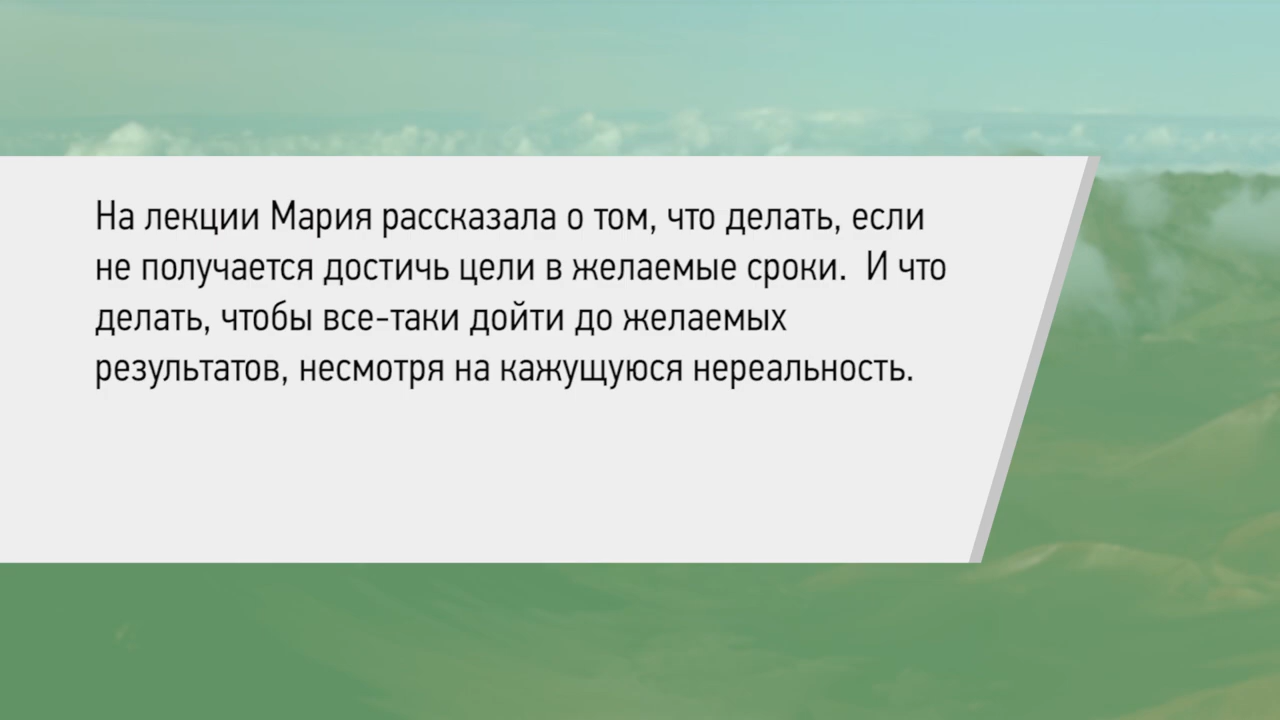 На лекции Мария рассказала о том, что делать, если
не получается достичь цели в желаемые сроки.  И что
делать, чтобы все-таки дойти до желаемых
результатов, несмотря на кажущуюся нереальность.